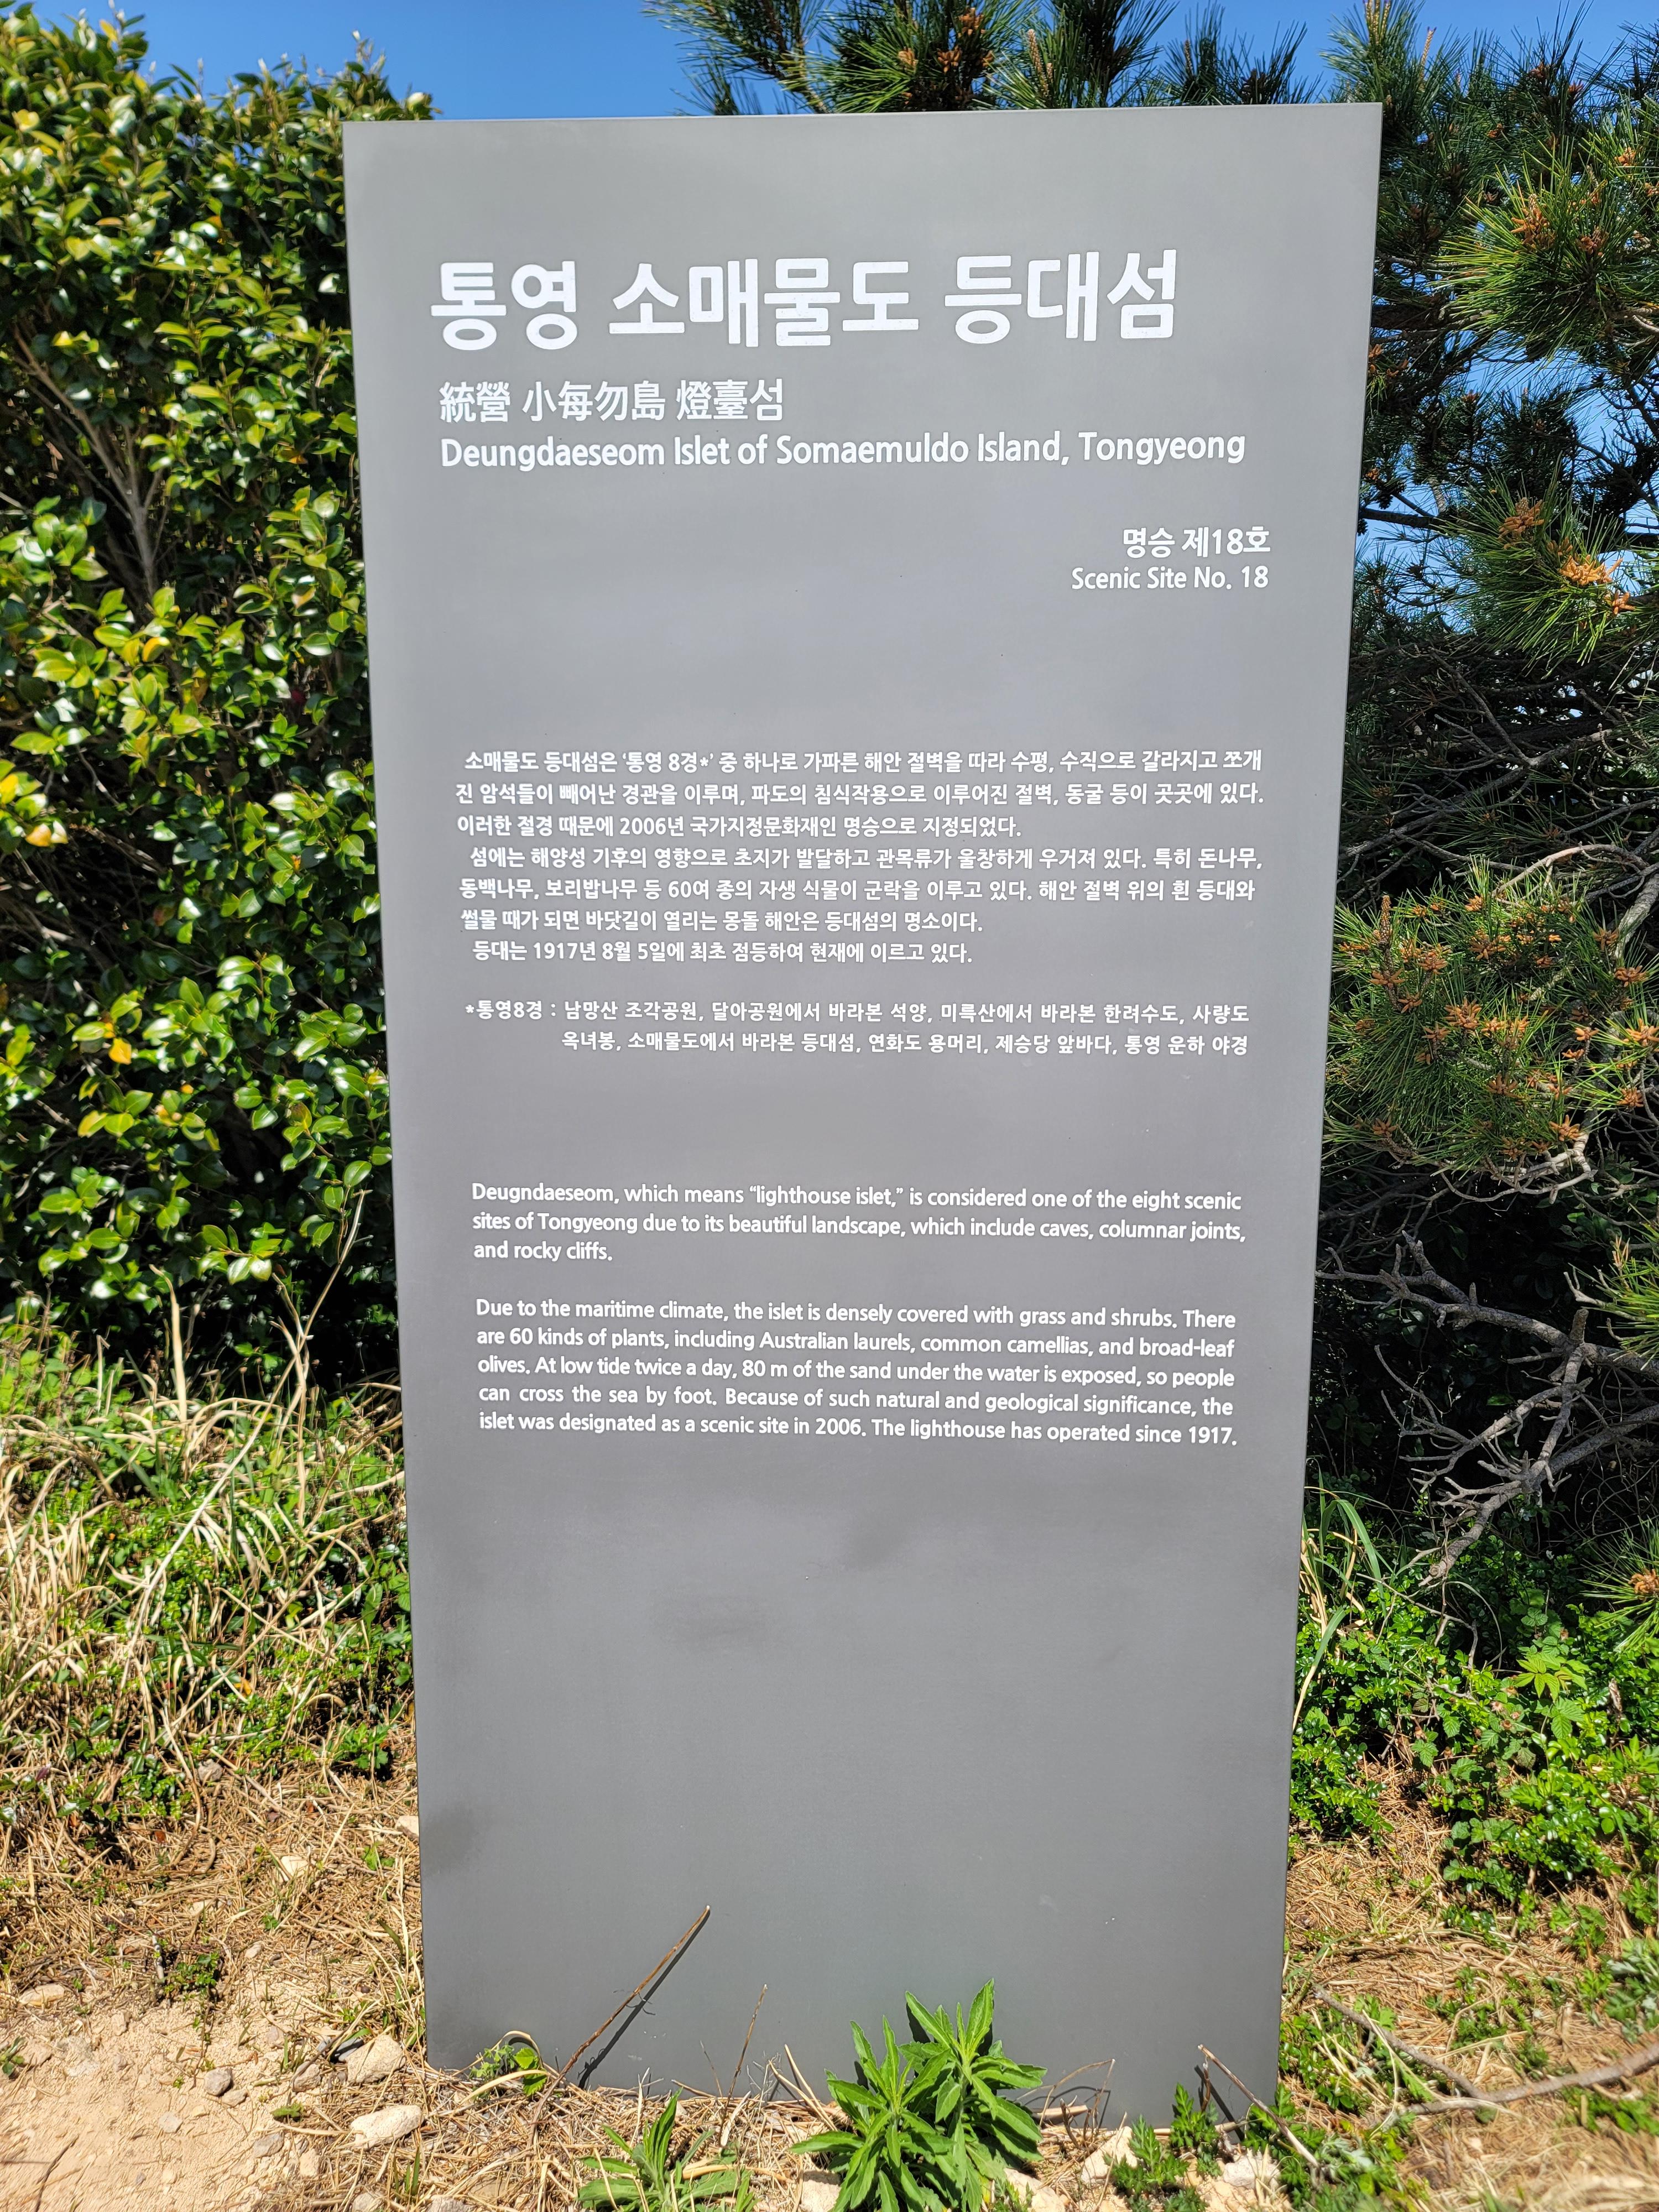 통영 소매물도 등대섬
統營 小每勿島 燈臺섬
Deungdaeseom Islet of Somaemuldo Island, Tongyeong
명승 제18호
Scenic Site No. 18
소매물도 등대섬은 '통영 8경*' 중 하나로 가파른 해안 절벽을 따라 수평, 수직으로 갈라지고 쪼개
진 암석들이 빼어난 경관을 이루며, 파도의 침식작용으로 이루어진 절벽, 동굴 등이 곳곳에 있다.
이러한 절경 때문에 2006년 국가지정문화재인 명승으로 지정되었다.
섬에는 해양성 기후의 영향으로 초지가 발달하고 관목류가 울창하게 우거져 있다. 특히 돈나무,
동백나무, 보리밥나무 등 60여 종의 자생 식물이 군락을 이루고 있다. 해안 절벽 위의 흰 등대와
썰물 때가 되면 바닷길이 열리는 몽돌 해안은 등대섬의 명소이다.
등대는 1917년 8월 5일에 최초 점등하여 현재에 이르고 있다.
*통영8경 : 남망산 조각공원, 달아공원에서 바라본 석양, 미륵산에서 바라본 한려수도, 사량도
옥녀봉, 소매물도에서 바라본 등대섬, 연화도 용머리, 제승당 앞바다, 통영 운하 야경
Deugndaeseom, which means “lighthouse islet,” is considered one of the eight scenic
sites of Tongyeong due to its beautiful landscape, which include caves, columnar joints,
and rocky cliffs.
Due to the maritime climate, the islet is densely covered with grass and shrubs. There
are 60 kinds of plants, including Australian laurels, common camellias, and broad-leaf
olives. At low tide twice a day, 80 m of the sand under the water is exposed, so people
can cross the sea by foot. Because of such natural and geological significance, the
islet was designated as a scenic site in 2006. The lighthouse has operated since 1917.